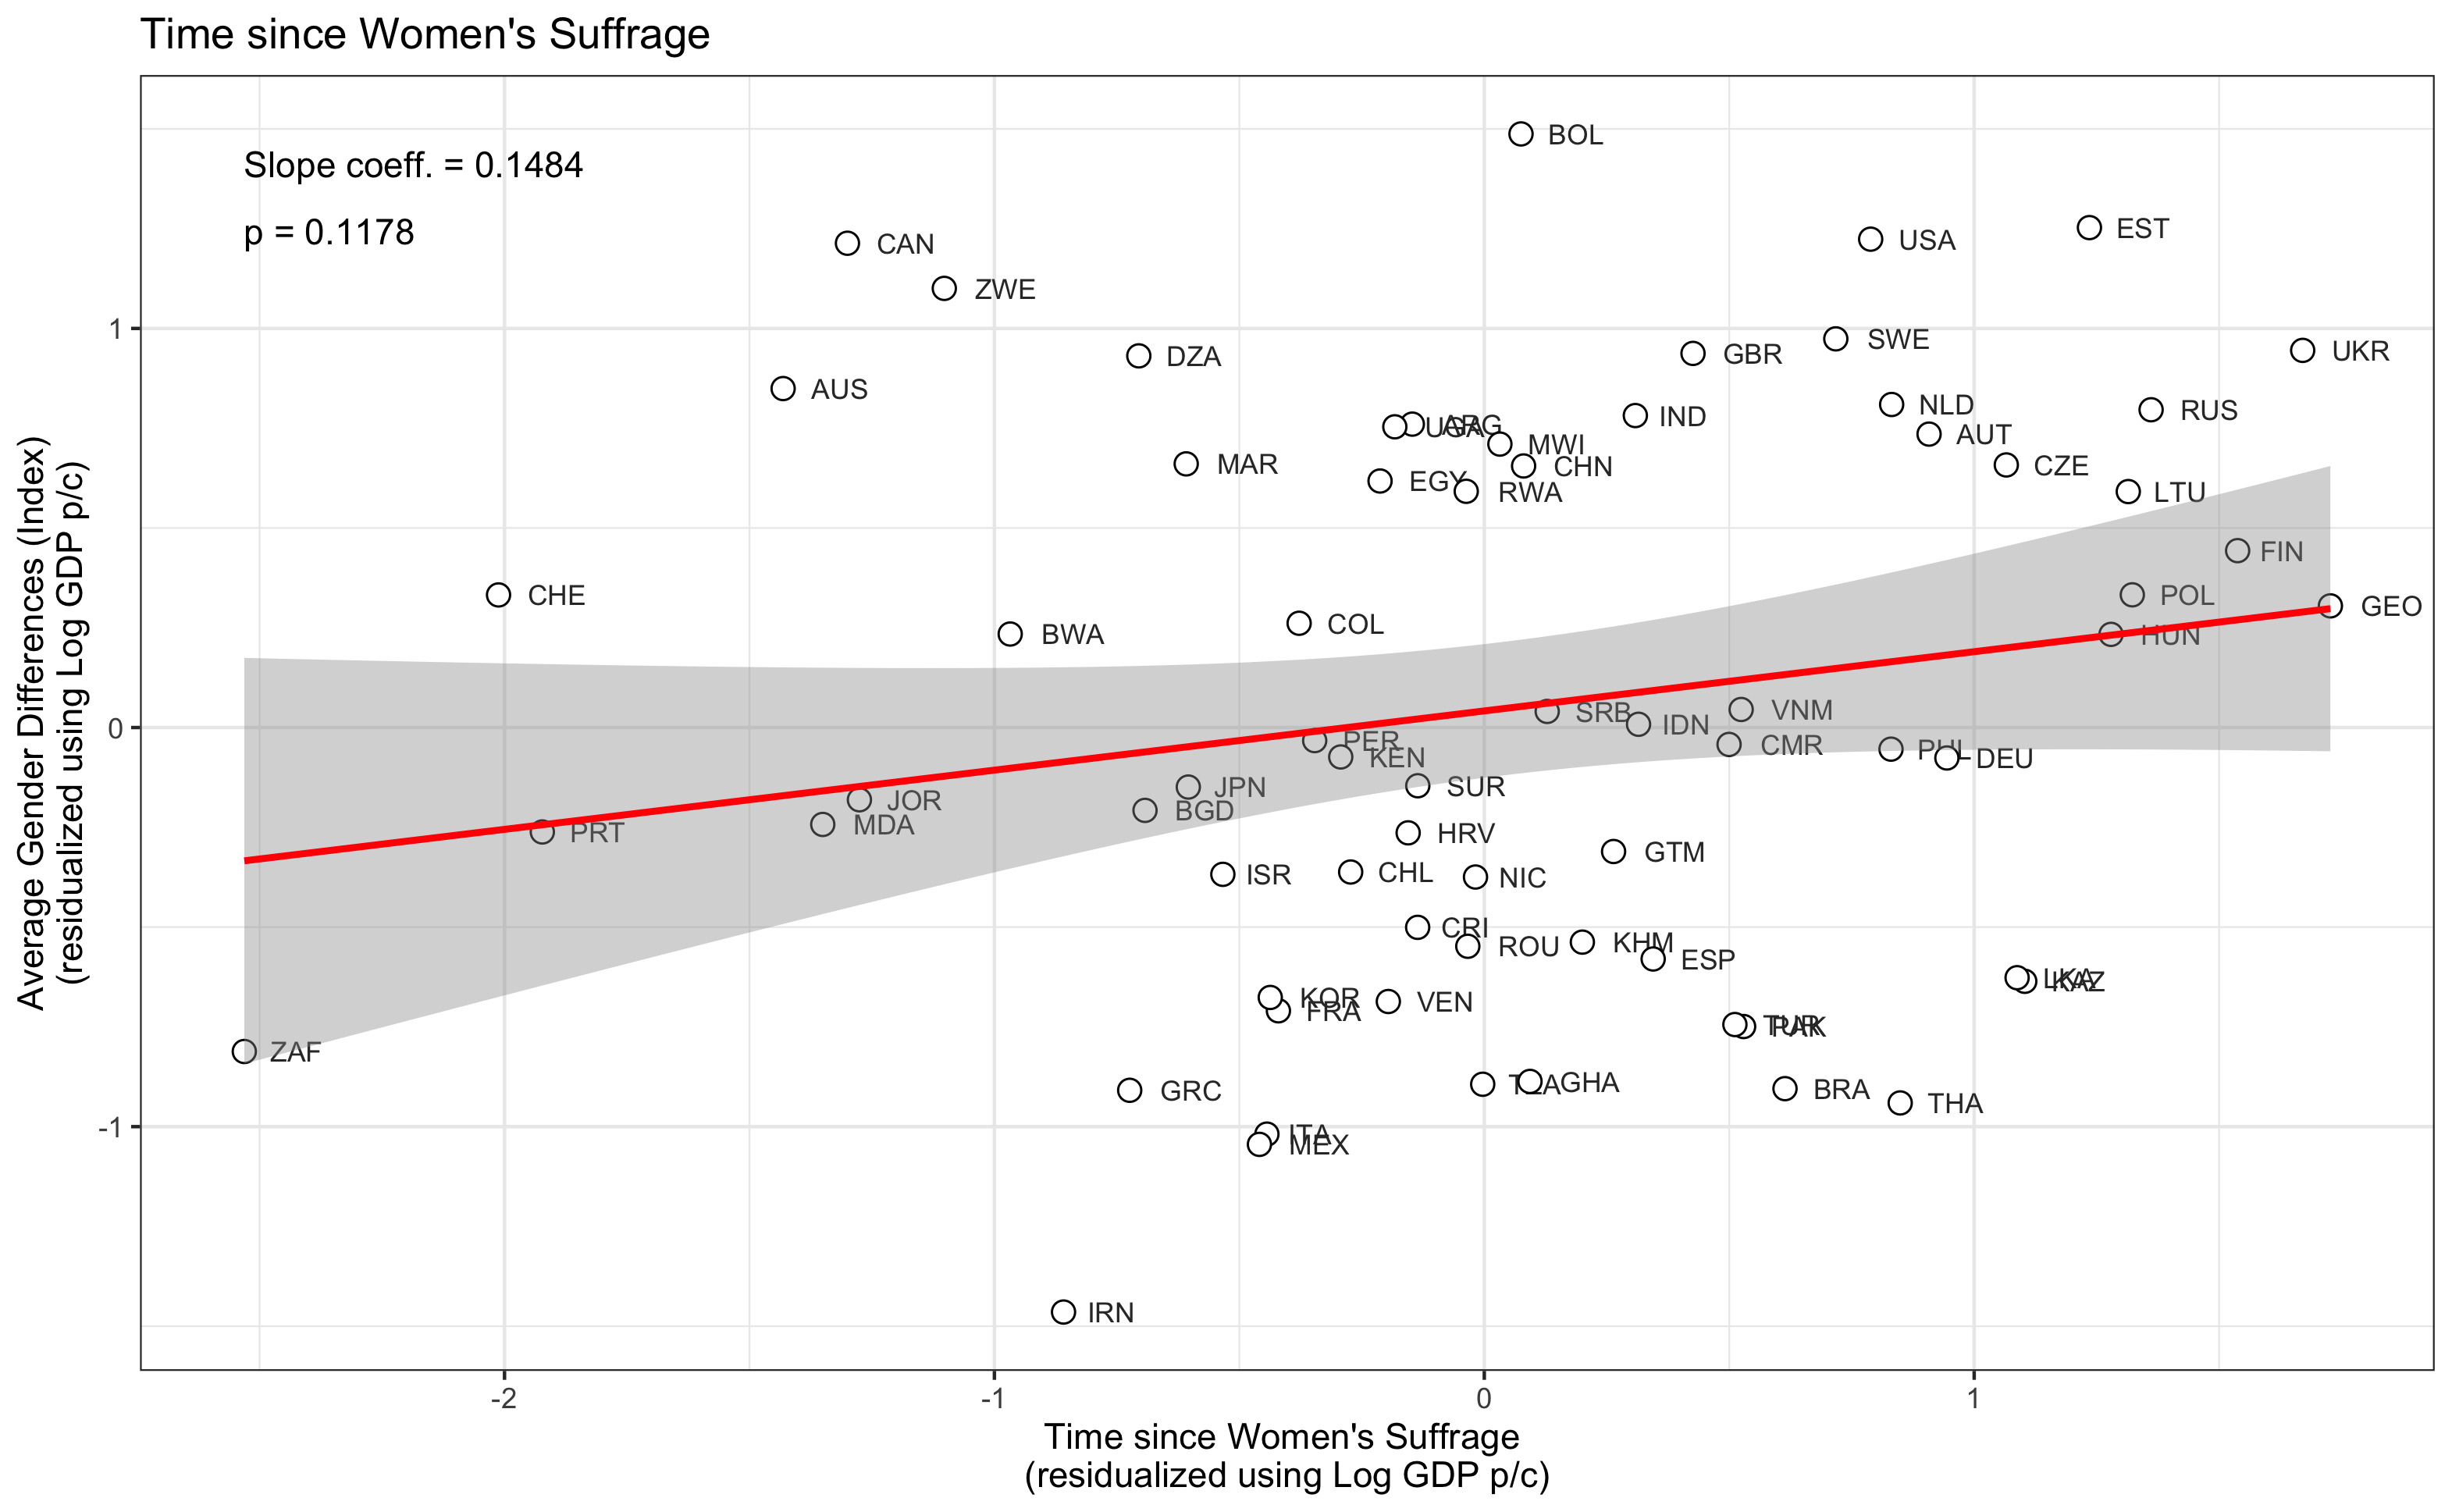 Time since Women's Suffrage
Slope coeff. = 0.1484
p = 0.1178
BOL
EST
USA
CAN
ZWE
SWE
UKR
GBR
DZA
AUS
NLD
RUS
IND
ARG
UGA
AUT
MWI
CHN
MAR
CZE
EGY
RWA
LTU
FIN
CHE
POL
GEO
BWA
COL
HUN
SRB
VNM
IDN
PER
CMR
PHL
KEN
DEU
JPN
SUR
JOR
BGD
MDA
PRT
HRV
GTM
ISR
CHL
NIC
CRI
ROU
KHM
ESP
LKA
KAZ
KOR
FRA
VEN
TUR
PAK
ZAF
GRC
TZA
GHA
BRA
THA
ITA
MEX
IRN
1
0
-1
-2
-1
0
1
Average Gender Differences (Index)
(residualized using Log GDP p/c)
Time since Women's Suffrage
(residualized using Log GDP p/c)